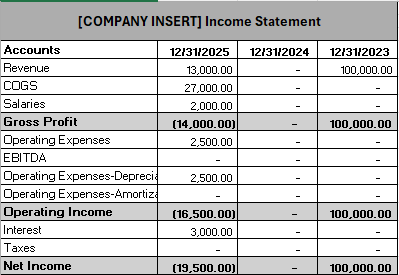 [COMPANY INSERT] Income Statement
Accounts 12/31/2025 12/31/2024 12/31/2023
Revenue 13,000.00 - 100,000.00
COGS 27,000.00 - -
Salaries 2,000.00 - -
Gross Profit (14,000.00) - 100,000.00
Operating Expenses 2,500.00 - -
EBITDA - - -
Operating Expenses-Deprecia 2,500.00 - -
Operating Expenses-Amortiza - - -
Operating Income (16,500.00) - 100,000.00
Interest 3,000.00 - -
Taxes - - -
Net Income (19,500.00) - 100,000.00